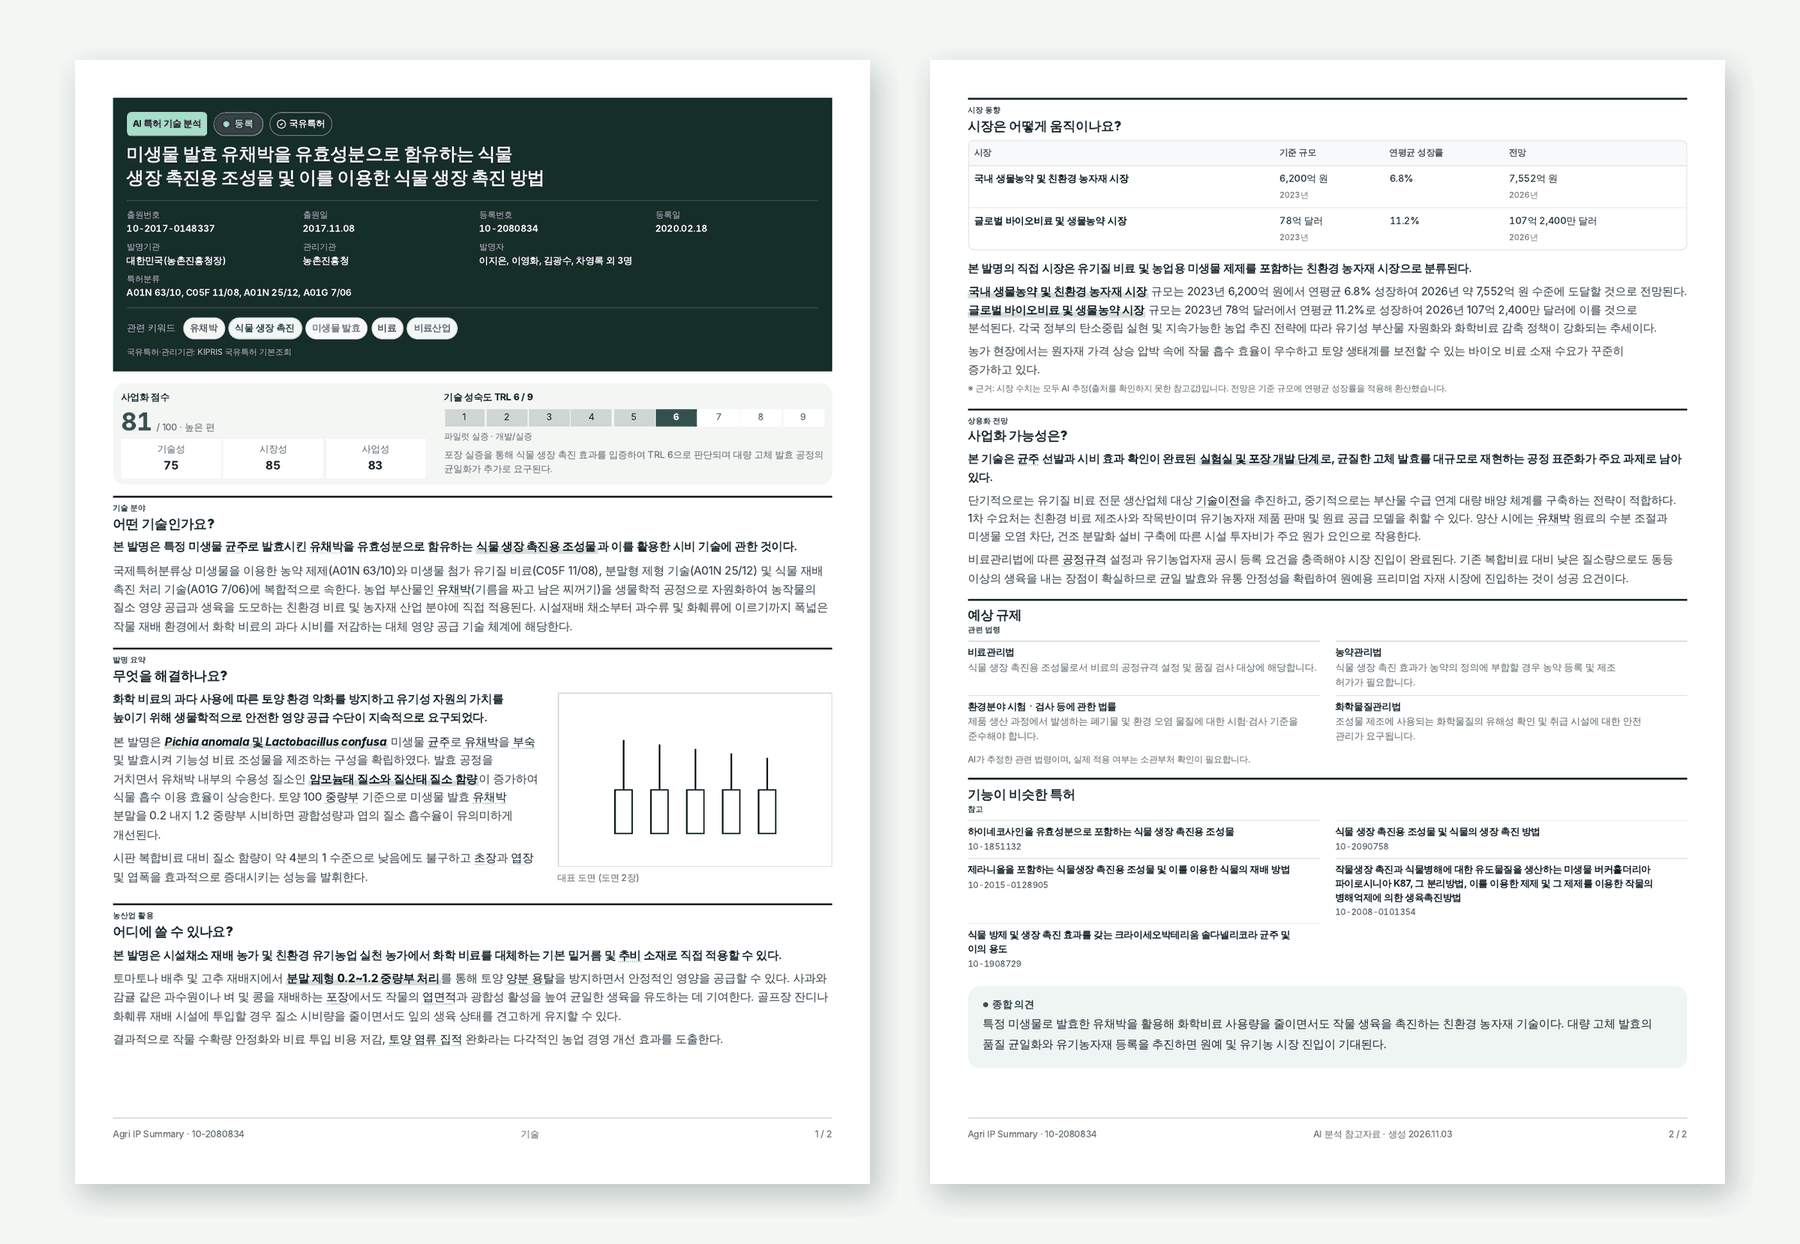 AI 특허 기술 분석
등록
국유특허
미생물 발효 유채박을 유효성분으로 함유하는 식물
생장 촉진용 조성물 및 이를 이용한 식물 생장 촉진 방법
출원번호 출원일 등록번호 등록일
10-2017-0148337 2017.11.08 10-2080834 2020.02.18
발명기관 관리기관 발명자
대한민국(농촌진흥청장) 농촌진흥청 이지은, 이영화, 김광수, 차영록 외 3명
특허분류
A01N 63/10, C05F 11/08, A01N 25/12, A01G 7/06
관련 키워드 유채박 식물 생장 촉진 미생물 발효 비료 비료산업
국유특허·관리기관: KIPRIS 국유특허 기본조회
사업화 점수
81 / 100 · 높은 편
기술성 시장성 사업성
75 85 83
기술 성숙도 TRL 6 / 9
1 2 3 4 5 6 7 8 9
파일럿 실증 · 개발/실증
포장 실증을 통해 식물 생장 촉진 효과를 입증하여 TRL 6으로 판단되며 대량 고체 발효 공정의
균일화가 추가로 요구된다.
기술 분야
어떤 기술인가요?
본 발명은 특정 미생물 균주로 발효시킨 유채박을 유효성분으로 함유하는 식물 생장 촉진용 조성물과 이를 활용한 시비 기술에 관한 것이다.
국제특허분류상 미생물을 이용한 농약 제제(A01N 63/10)와 미생물 첨가 유기질 비료(C05F 11/08), 분말형 제형 기술(A01N 25/12) 및 식물 재배
촉진 처리 기술(A01G 7/06)에 복합적으로 속한다. 농업 부산물인 유채박(기름을 짜고 남은 찌꺼기)을 생물학적 공정으로 자원화하여 농작물의
질소 영양 공급과 생육을 도모하는 친환경 비료 및 농자재 산업 분야에 직접 적용된다. 시설재배 채소부터 과수류 및 화훼류에 이르기까지 폭넓은
작물 재배 환경에서 화학 비료의 과다 시비를 저감하는 대체 영양 공급 기술 체계에 해당한다.
발명 요약
무엇을 해결하나요?
화학 비료의 과다 사용에 따른 토양 환경 악화를 방지하고 유기성 자원의 가치를
높이기 위해 생물학적으로 안전한 영양 공급 수단이 지속적으로 요구되었다.
본 발명은 Pichia anomala 및 Lactobacillus confusa 미생물 균주로 유채박을 부숙
및 발효시켜 기능성 비료 조성물을 제조하는 구성을 확립하였다. 발효 공정을
거치면서 유채박 내부의 수용성 질소인 암모늄태 질소와 질산태 질소 함량이 증가하여
식물 흡수 이용 효율이 상승한다. 토양 100 중량부 기준으로 미생물 발효 유채박
분말을 0.2 내지 1.2 중량부 시비하면 광합성량과 엽의 질소 흡수율이 유의미하게
개선된다.
시판 복합비료 대비 질소 함량이 약 4분의 1 수준으로 낮음에도 불구하고 초장과 엽장
및 엽폭을 효과적으로 증대시키는 성능을 발휘한다.
대표 도면 (도면 2장)
농산업 활용
어디에 쓸 수 있나요?
본 발명은 시설채소 재배 농가 및 친환경 유기농업 실천 농가에서 화학 비료를 대체하는 기본 밑거름 및 추비 소재로 직접 적용할 수 있다.
토마토나 배추 및 고추 재배지에서 분말 제형 0.2~1.2 중량부 처리를 통해 토양 양분 용탈을 방지하면서 안정적인 영양을 공급할 수 있다. 사과와
감귤 같은 과수원이나 벼 및 콩을 재배하는 포장에서도 작물의 엽면적과 광합성 활성을 높여 균일한 생육을 유도하는 데 기여한다. 골프장 잔디나
화훼류 재배 시설에 투입할 경우 질소 시비량을 줄이면서도 잎의 생육 상태를 견고하게 유지할 수 있다.
결과적으로 작물 수확량 안정화와 비료 투입 비용 저감, 토양 염류 집적 완화라는 다각적인 농업 경영 개선 효과를 도출한다.
Agri IP Summary · 10-2080834 기술 1 / 2
시장 동향
시장은 어떻게 움직이나요?
시장 기준 규모 연평균 성장률 전망
국내 생물농약 및 친환경 농자재 시장 6,200억 원 6.8% 7,552억 원
2023년 2026년
글로벌 바이오비료 및 생물농약 시장 78억 달러 11.2% 107억 2,400만 달러
2023년 2026년
본 발명의 직접 시장은 유기질 비료 및 농업용 미생물 제제를 포함하는 친환경 농자재 시장으로 분류된다.
국내 생물농약 및 친환경 농자재 시장 규모는 2023년 6,200억 원에서 연평균 6.8% 성장하여 2026년 약 7,552억 원 수준에 도달할 것으로 전망된다.
글로벌 바이오비료 및 생물농약 시장 규모는 2023년 78억 달러에서 연평균 11.2%로 성장하여 2026년 107억 2,400만 달러에 이를 것으로
분석된다. 각국 정부의 탄소중립 실현 및 지속가능한 농업 추진 전략에 따라 유기성 부산물 자원화와 화학비료 감축 정책이 강화되는 추세이다.
농가 현장에서는 원자재 가격 상승 압박 속에 작물 흡수 효율이 우수하고 토양 생태계를 보전할 수 있는 바이오 비료 소재 수요가 꾸준히
증가하고 있다.
※ 근거: 시장 수치는 모두 AI 추정(출처를 확인하지 못한 참고값)입니다. 전망은 기준 규모에 연평균 성장률을 적용해 환산했습니다.
상용화 전망
사업화 가능성은?
본 기술은 균주 선발과 시비 효과 확인이 완료된 실험실 및 포장 개발 단계로, 균질한 고체 발효를 대규모로 재현하는 공정 표준화가 주요 과제로 남아
있다.
단기적으로는 유기질 비료 전문 생산업체 대상 기술이전을 추진하고, 중기적으로는 부산물 수급 연계 대량 배양 체계를 구축하는 전략이 적합하다.
1차 수요처는 친환경 비료 제조사와 작목반이며 유기농자재 제품 판매 및 원료 공급 모델을 취할 수 있다. 양산 시에는 유채박 원료의 수분 조절과
미생물 오염 차단, 건조 분말화 설비 구축에 따른 시설 투자비가 주요 원가 요인으로 작용한다.
비료관리법에 따른 공정규격 설정과 유기농업자재 공시 등록 요건을 충족해야 시장 진입이 완료된다. 기존 복합비료 대비 낮은 질소량으로도 동등
이상의 생육을 내는 장점이 확실하므로 균일 발효와 유통 안정성을 확립하여 원예용 프리미엄 자재 시장에 진입하는 것이 성공 요건이다.
예상 규제
관련 법령
비료관리법
식물 생장 촉진용 조성물로서 비료의 공정규격 설정 및 품질 검사 대상에 해당합니다.
농약관리법
식물 생장 촉진 효과가 농약의 정의에 부합할 경우 농약 등록 및 제조
허가가 필요합니다.
환경분야 시험ㆍ검사 등에 관한 법률
제품 생산 과정에서 발생하는 폐기물 및 환경 오염 물질에 대한 시험·검사 기준을
준수해야 합니다.
화학물질관리법
조성물 제조에 사용되는 화학물질의 유해성 확인 및 취급 시설에 대한 안전
관리가 요구됩니다.
AI가 추정한 관련 법령이며, 실제 적용 여부는 소관부처 확인이 필요합니다.
기능이 비슷한 특허
참고
하이네코사인을 유효성분으로 포함하는 식물 생장 촉진용 조성물
10-1851132
식물 생장 촉진용 조성물 및 식물의 생장 촉진 방법
10-2090758
제라니올을 포함하는 식물생장 촉진용 조성물 및 이를 이용한 식물의 재배 방법
10-2015-0128905
작물생장 촉진과 식물병해에 대한 유도물질을 생산하는 미생물 버커홀더리아
파이로시니아 K87, 그 분리방법, 이를 이용한 제제 및 그 제제를 이용한 작물의
병해억제에 의한 생육촉진방법
10-2008-0101354
식물 방제 및 생장 촉진 효과를 갖는 크라이세오박테리움 솔다넬리코라 균주 및
이의 용도
10-1908729
종합 의견
특정 미생물로 발효한 유채박을 활용해 화학비료 사용량을 줄이면서도 작물 생육을 촉진하는 친환경 농자재 기술이다. 대량 고체 발효의
품질 균일화와 유기농자재 등록을 추진하면 원예 및 유기농 시장 진입이 기대된다.
Agri IP Summary · 10-2080834 AI 분석 참고자료 · 생성 2026.11.03 2 / 2